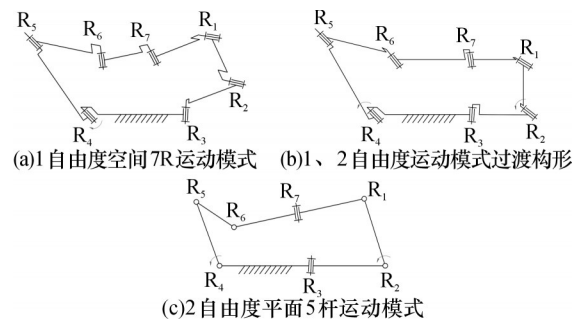 R₅ R₆ R₇ R₁
R₂
R₄ R₃
(a)1自由度空间7R运动模式
R₅ R₆ R₇ R₁
R₄ R₃ R₂
(b)1、2自由度运动模式过渡构形
R₅ R₆ R₇ R₁
R₄ R₃ R₂
(c)2自由度平面5杆运动模式